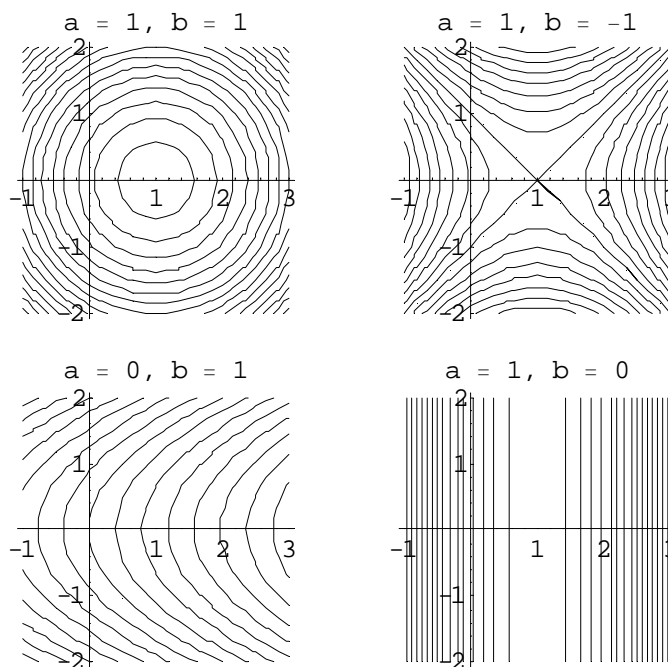 a = 1, b = 1
2
1
-1 1 2 3
-1
-2
a = 1, b = -1
2
1
-1 1 2 3
-1
-2
a = 0, b = 1
2
1
-1 1 2 3
-1
-2
a = 1, b = 0
2
1
-1 1 2 3
-1
-2